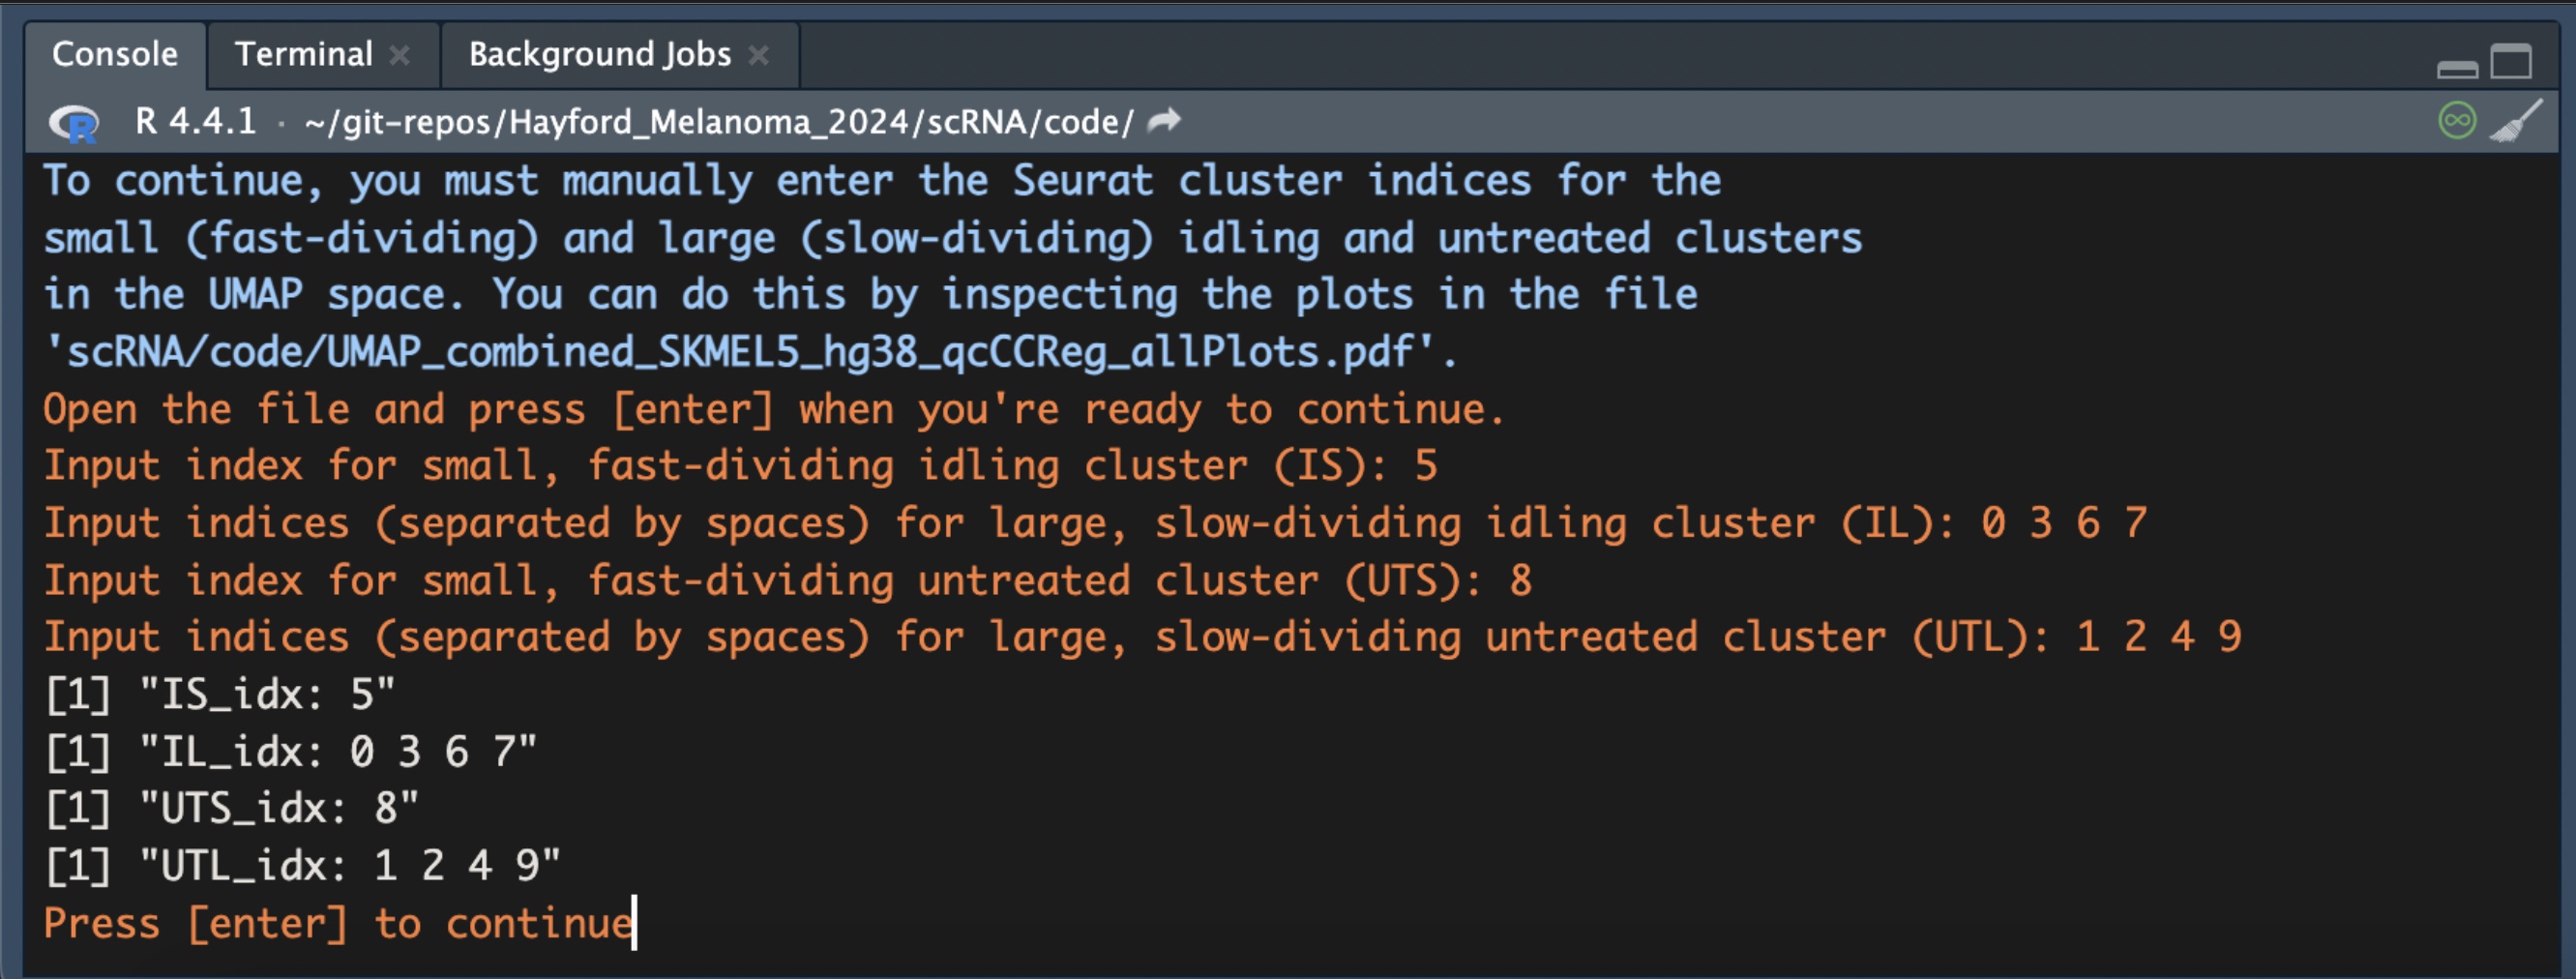 Console Terminal × Background Jobs ×
R R 4.4.1 · ~/git-repos/Hayford_Melanoma_2024/scRNA/code/
To continue, you must manually enter the Seurat cluster indices for the
small (fast-dividing) and large (slow-dividing) idling and untreated clusters
in the UMAP space. You can do this by inspecting the plots in the file
'scRNA/code/UMAP_combined_SKMEL5_hg38_qcCCReg_allPlots.pdf'.
Open the file and press [enter] when you're ready to continue.
Input index for small, fast-dividing idling cluster (IS): 5
Input indices (separated by spaces) for large, slow-dividing idling cluster (IL): 0 3 6 7
Input index for small, fast-dividing untreated cluster (UTS): 8
Input indices (separated by spaces) for large, slow-dividing untreated cluster (UTL): 1 2 4 9
[1] "IS_idx: 5"
[1] "IL_idx: 0 3 6 7"
[1] "UTS_idx: 8"
[1] "UTL_idx: 1 2 4 9"
Press [enter] to continue